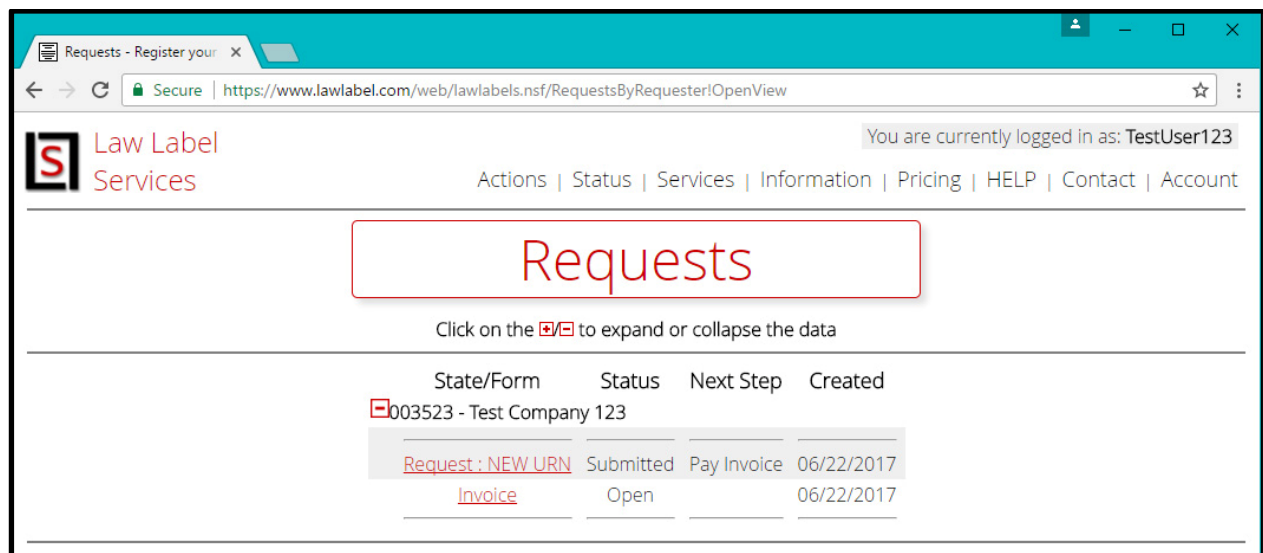 Requests - Register your
Secure | https://www.lawlabel.com/web/lawlabels.nsf/RequestsByRequester!OpenView
You are currently logged in as: TestUser123
LS Law Label
Services
Actions | Status | Services | Information | Pricing | HELP | Contact | Account
Requests
Click on the +/- to expand or collapse the data
State/Form Status Next Step Created
003523 - Test Company 123
Request : NEW URN Submitted Pay Invoice 06/22/2017
Invoice Open 06/22/2017